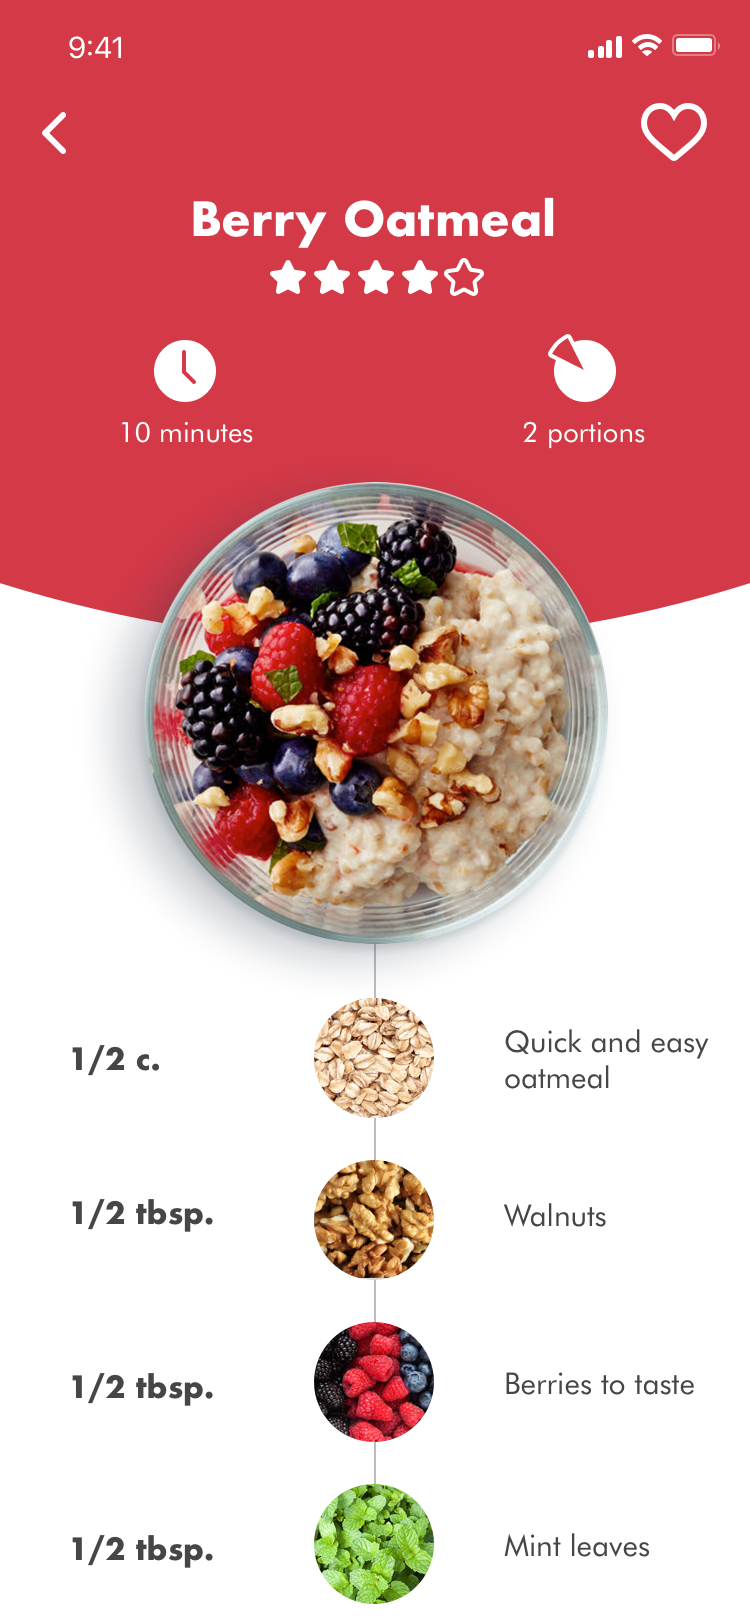 9:41
Berry Oatmeal
10 minutes
2 portions
1/2 c.
Quick and easy
oatmeal
1/2 tbsp.
Walnuts
1/2 tbsp.
Berries to taste
1/2 tbsp.
Mint leaves